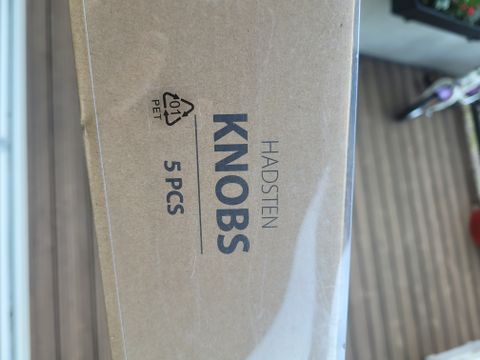 HADSTEN
KNOBS
5 PCS
01
PET